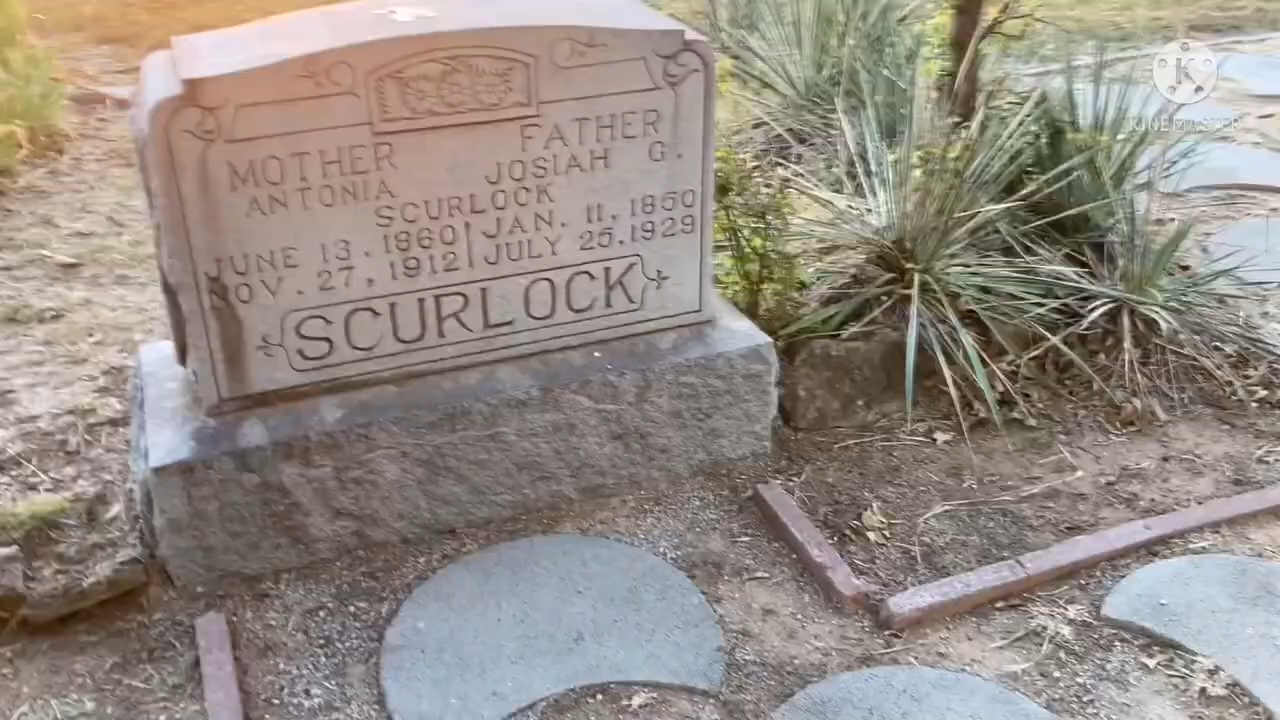 MOTHER FATHER
ANTONIA JOSIAH G.
SCURLOCK
JUNE 13, 1860 JAN. 11, 1850
NOV. 27, 1912 JULY 25, 1929
SCURLOCK
K
KINEMASTER